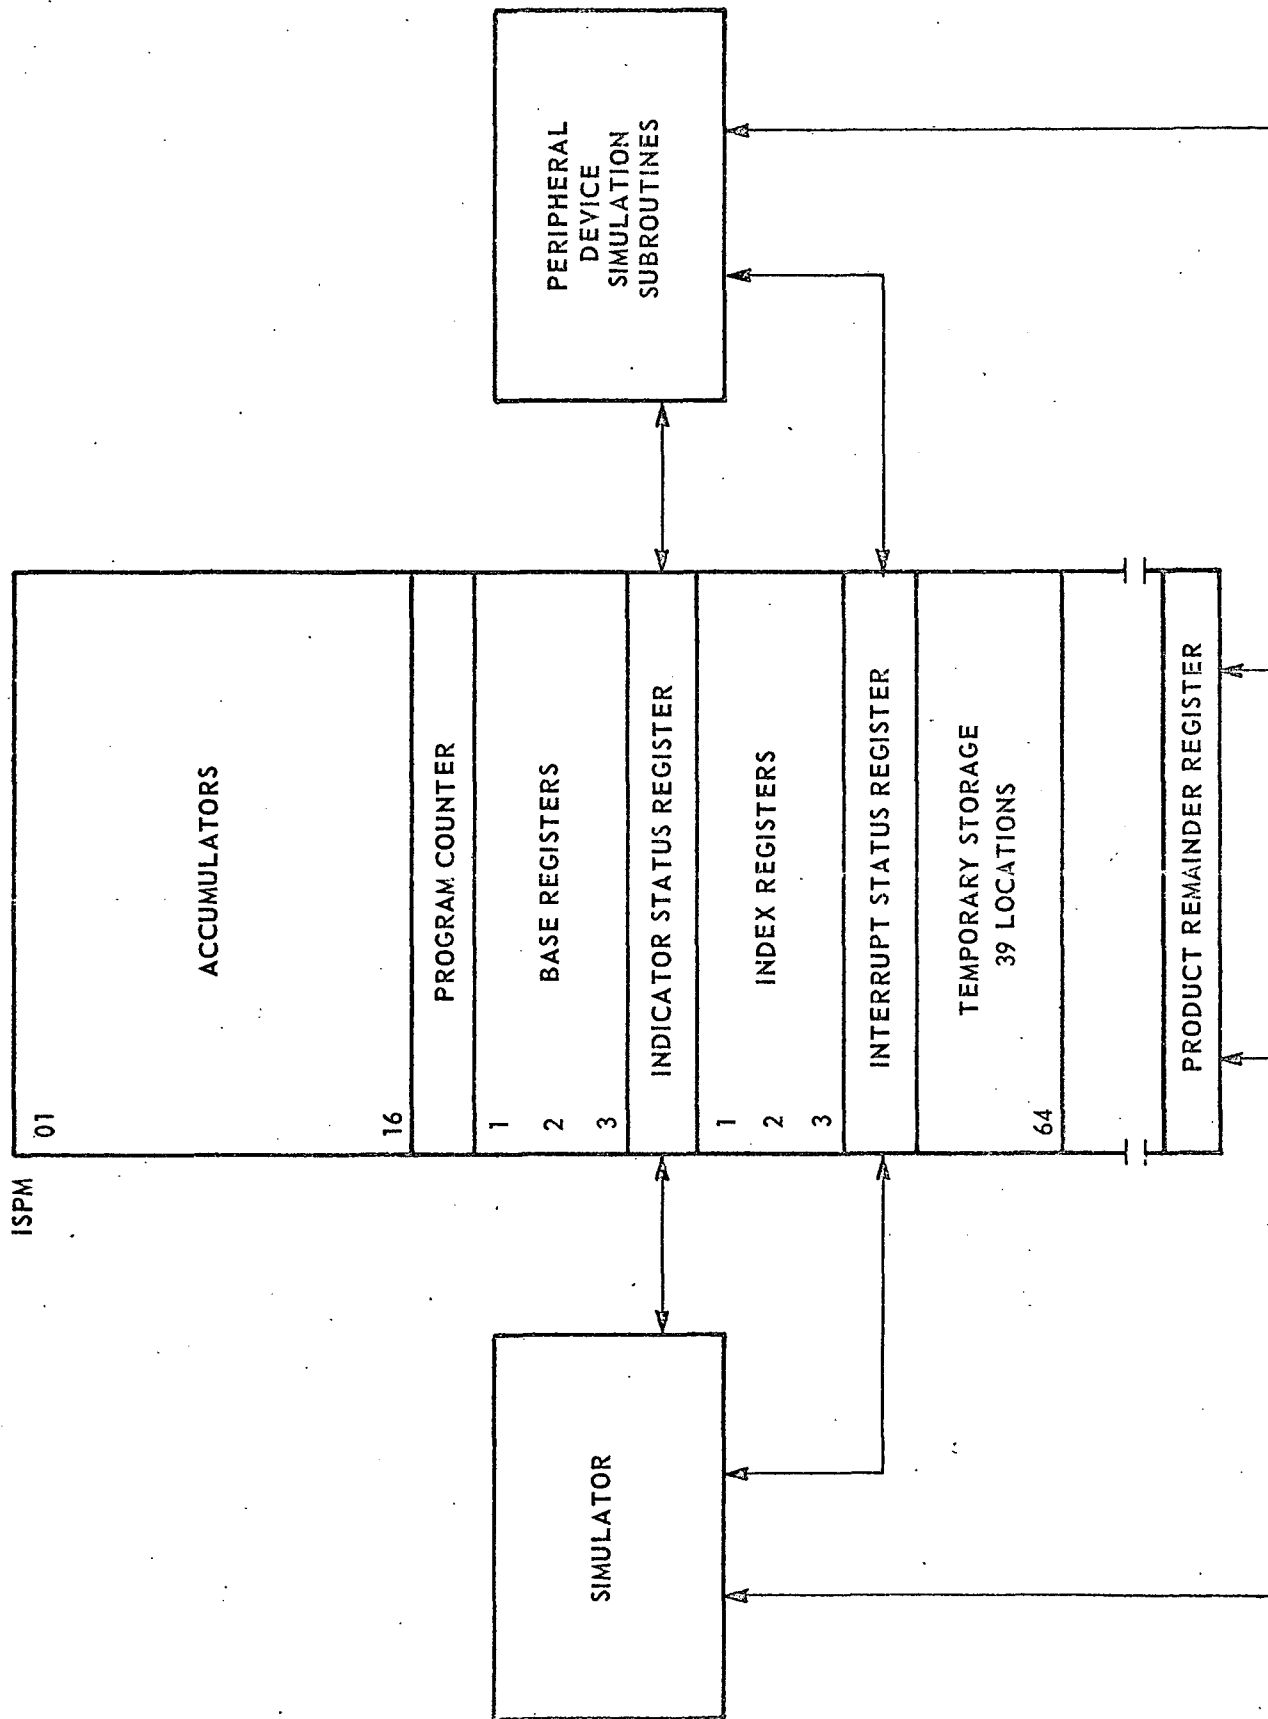 ISPM
01
ACCUMULATORS
16
PROGRAM COUNTER
1
2
BASE REGISTERS
3
INDICATOR STATUS REGISTER
1
2
INDEX REGISTERS
3
INTERRUPT STATUS REGISTER
TEMPORARY STORAGE
39 LOCATIONS
64
PRODUCT REMAINDER REGISTER
SIMULATOR
PERIPHERAL
DEVICE
SIMULATION
SUBROUTINES